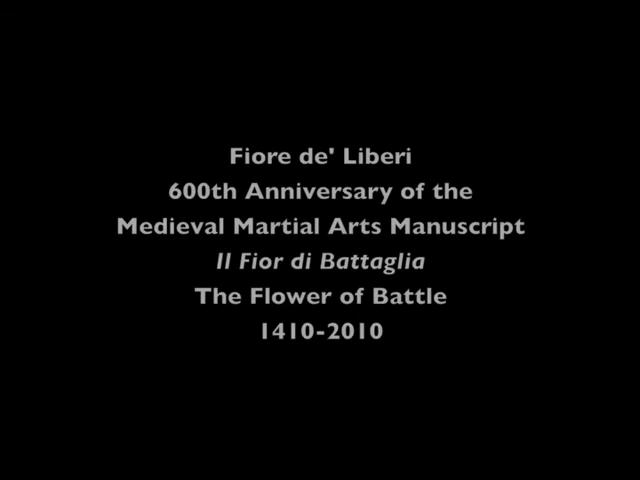 Fiore de' Liberi
600th Anniversary of the
Medieval Martial Arts Manuscript
Il Fior di Battaglia
The Flower of Battle
1410-2010